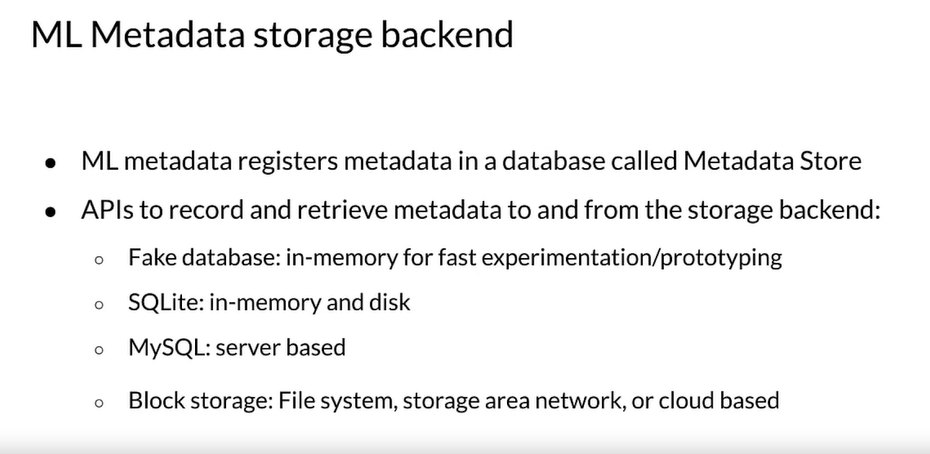 ML Metadata storage backend
● ML metadata registers metadata in a database called Metadata Store
● APIs to record and retrieve metadata to and from the storage backend:
○ Fake database: in-memory for fast experimentation/prototyping
○ SQLite: in-memory and disk
○ MySQL: server based
○ Block storage: File system, storage area network, or cloud based